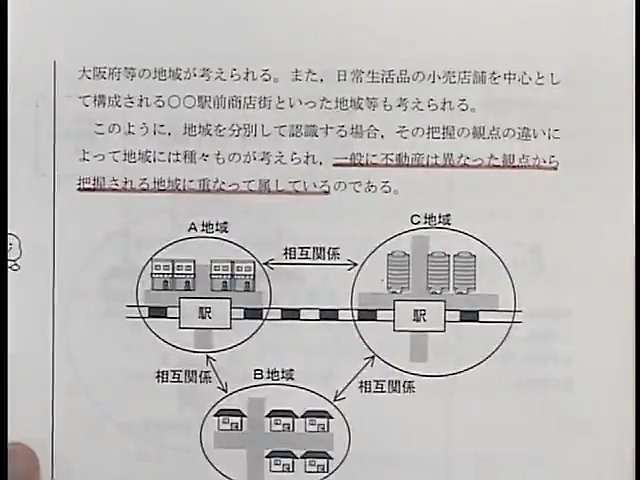 大阪府等の地域が考えられる。また，日常生活品の小売店舗を中心とし
て構成される〇〇駅前商店街といった地域等も考えられる。
このように，地域を分別して認識する場合，その把握の観点の違いに
よって地域には種々ものが考えられ，一般に不動産は異なった観点から
把握される地域に重なって属しているのである。
A地域
C地域
相互関係
駅
駅
相互関係
B地域
相互関係